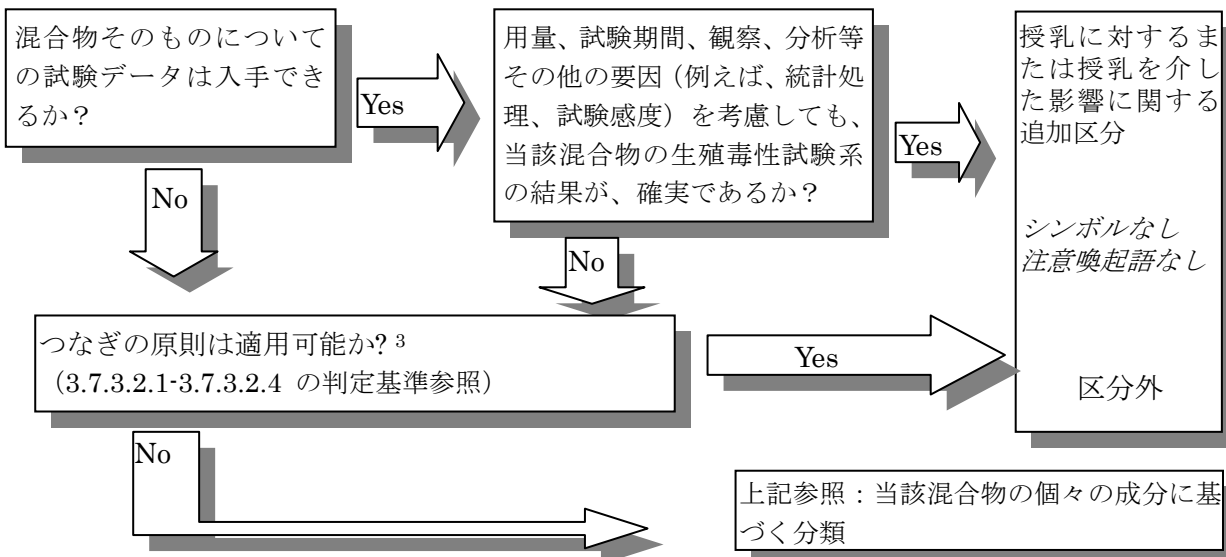 混合物そのものについて
の試験データは入手でき
るか？
Yes
用量、試験期間、観察、分析等
その他の要因（例えば、統計処
理、試験感度）を考慮しても、
当該混合物の生殖毒性試験系
の結果が、確実であるか？
Yes
授乳に対するま
たは授乳を介し
た影響に関する
追加区分
シンボルなし
注意喚起語なし
区分外
No
No
つなぎの原則は適用可能か? 3
（3.7.3.2.1-3.7.3.2.4 の判定基準参照）
Yes
No
上記参照：当該混合物の個々の成分に基
づく分類